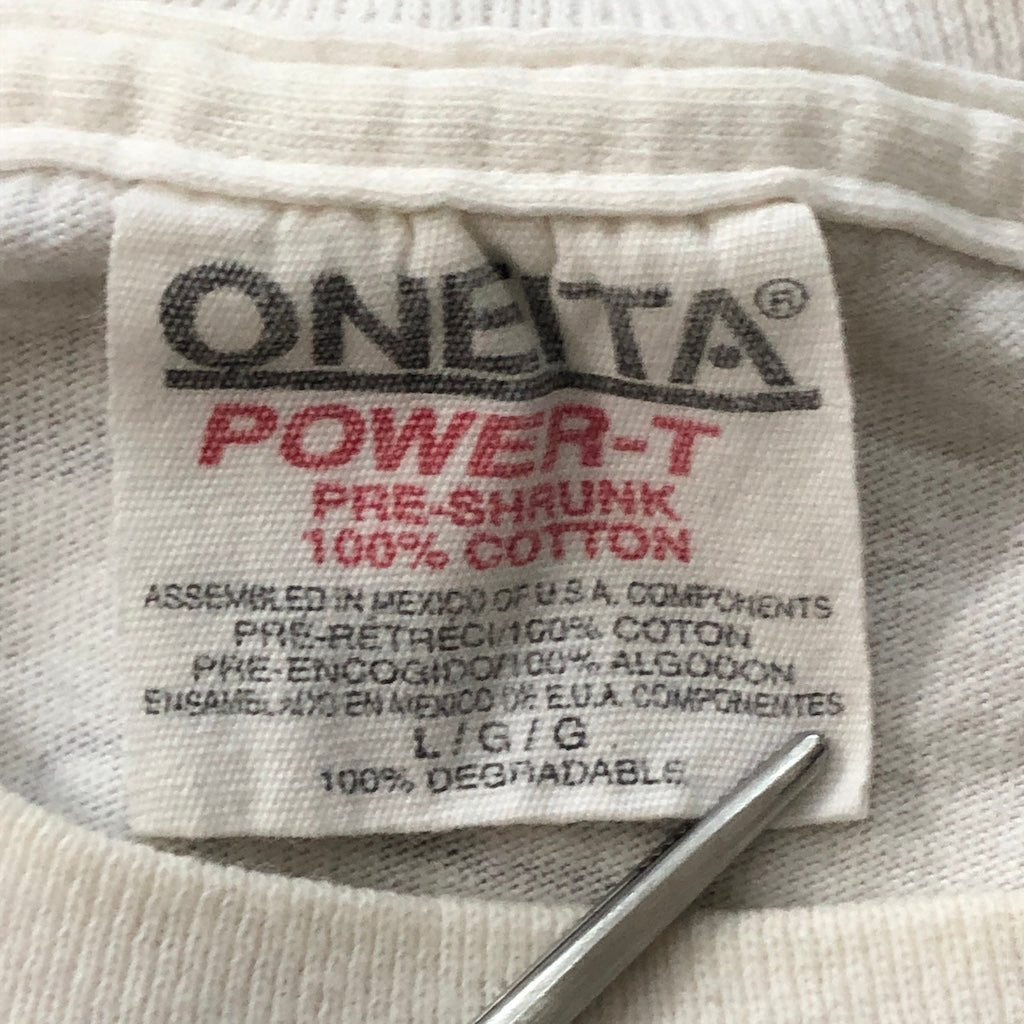 ONEITA®
POWER-T
PRE-SHRUNK
100% COTTON
ASSEMBLED IN MEXICO OF U.S.A. COMPONENTS
PRE-RETRECI/100% COTON
PRE-ENCOGIDO/100% ALGODON
ENSAMBLADO EN MEXICO DE E.U.A. COMPONENTES
L / G / G
100% DEGRADABLE